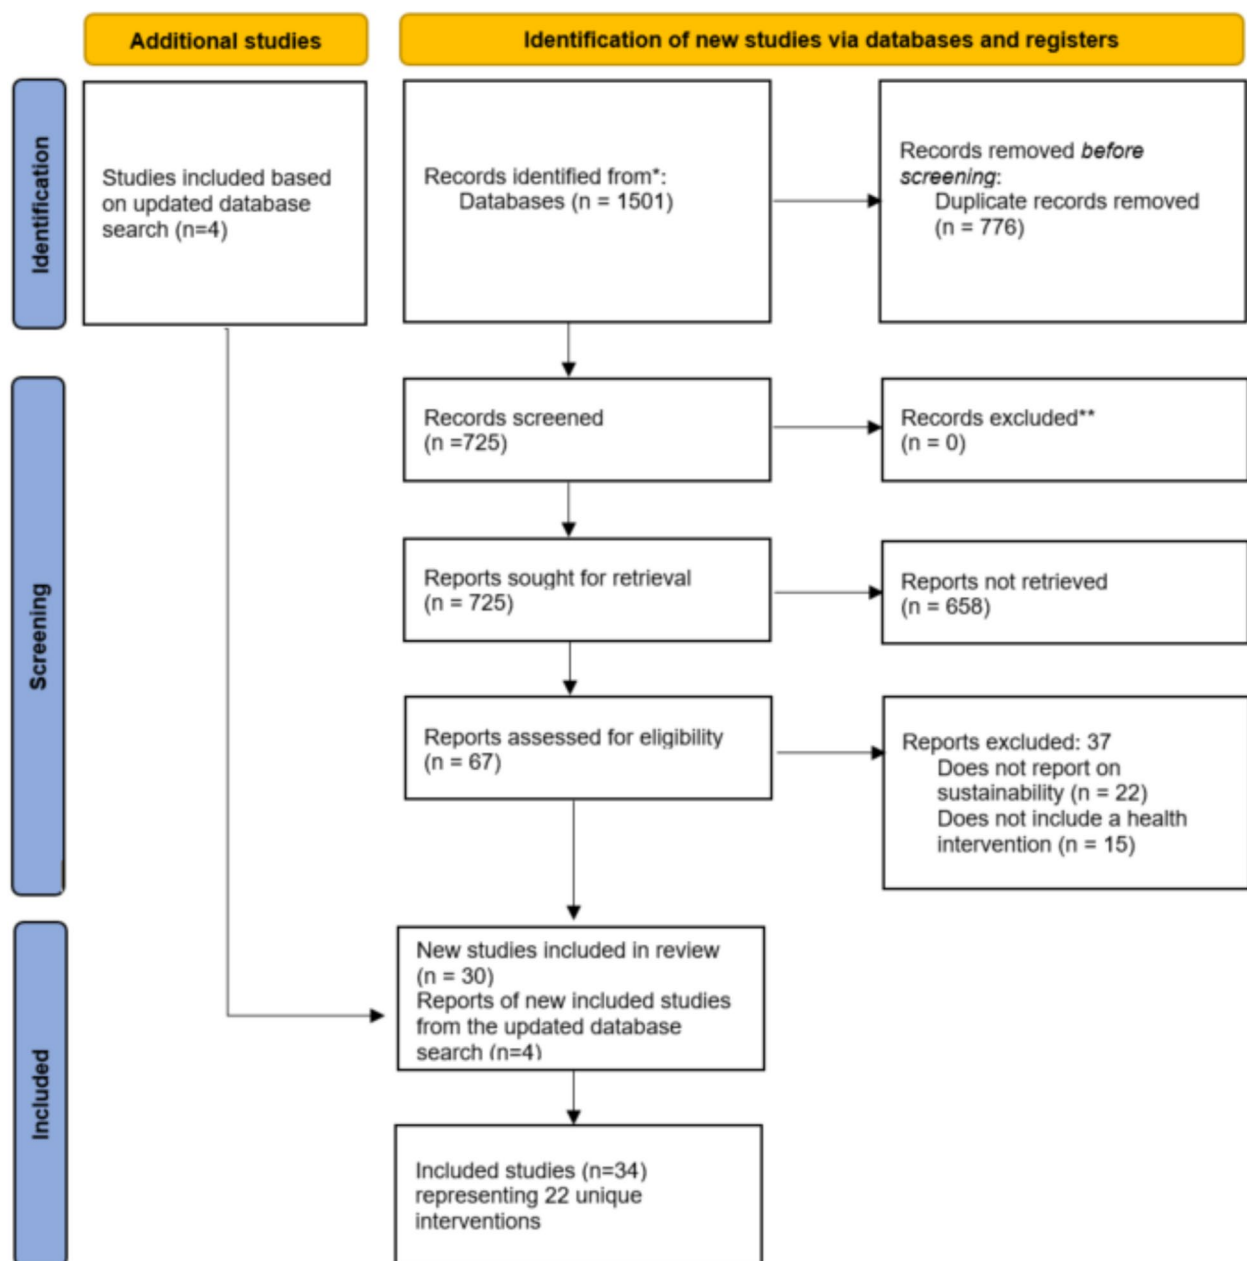 Additional studies
Identification of new studies via databases and registers
Identification
Studies included based
on updated database
search (n=4)
Records identified from*:
Databases (n = 1501)
Records removed before
screening:
Duplicate records removed
(n = 776)
Screening
Records screened
(n =725)
Records excluded**
(n = 0)
Reports sought for retrieval
(n = 725)
Reports not retrieved
(n = 658)
Reports assessed for eligibility
(n = 67)
Reports excluded: 37
Does not report on
sustainability (n = 22)
Does not include a health
intervention (n = 15)
Included
New studies included in review
(n = 30)
Reports of new included studies
from the updated database
search (n=4)
Included studies (n=34)
representing 22 unique
interventions